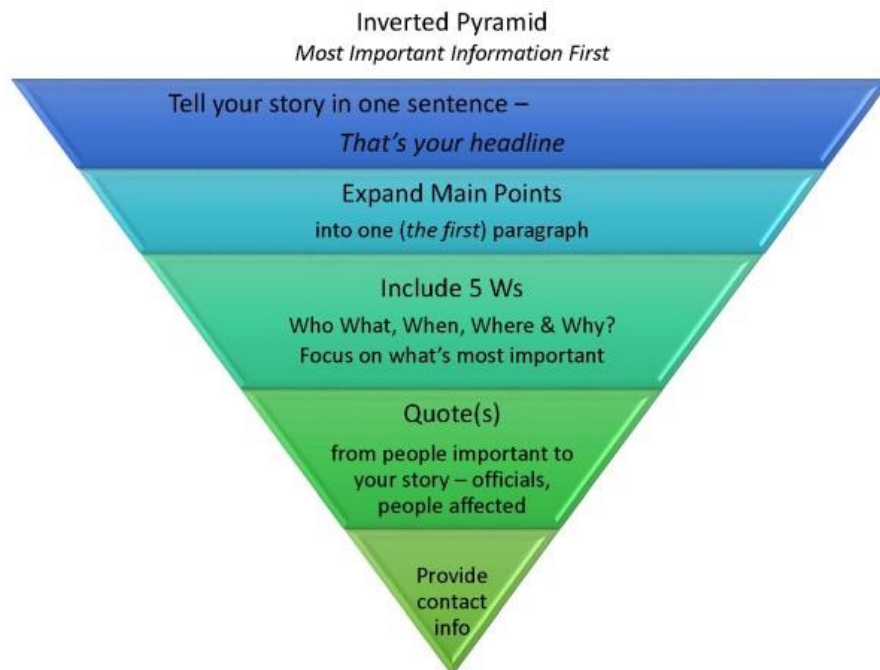 Inverted Pyramid
Most Important Information First
Tell your story in one sentence –
That's your headline
Expand Main Points
into one (the first) paragraph
Include 5 Ws
Who What, When, Where & Why?
Focus on what's most important
Quote(s)
from people important to
your story – officials,
people affected
Provide
contact
info